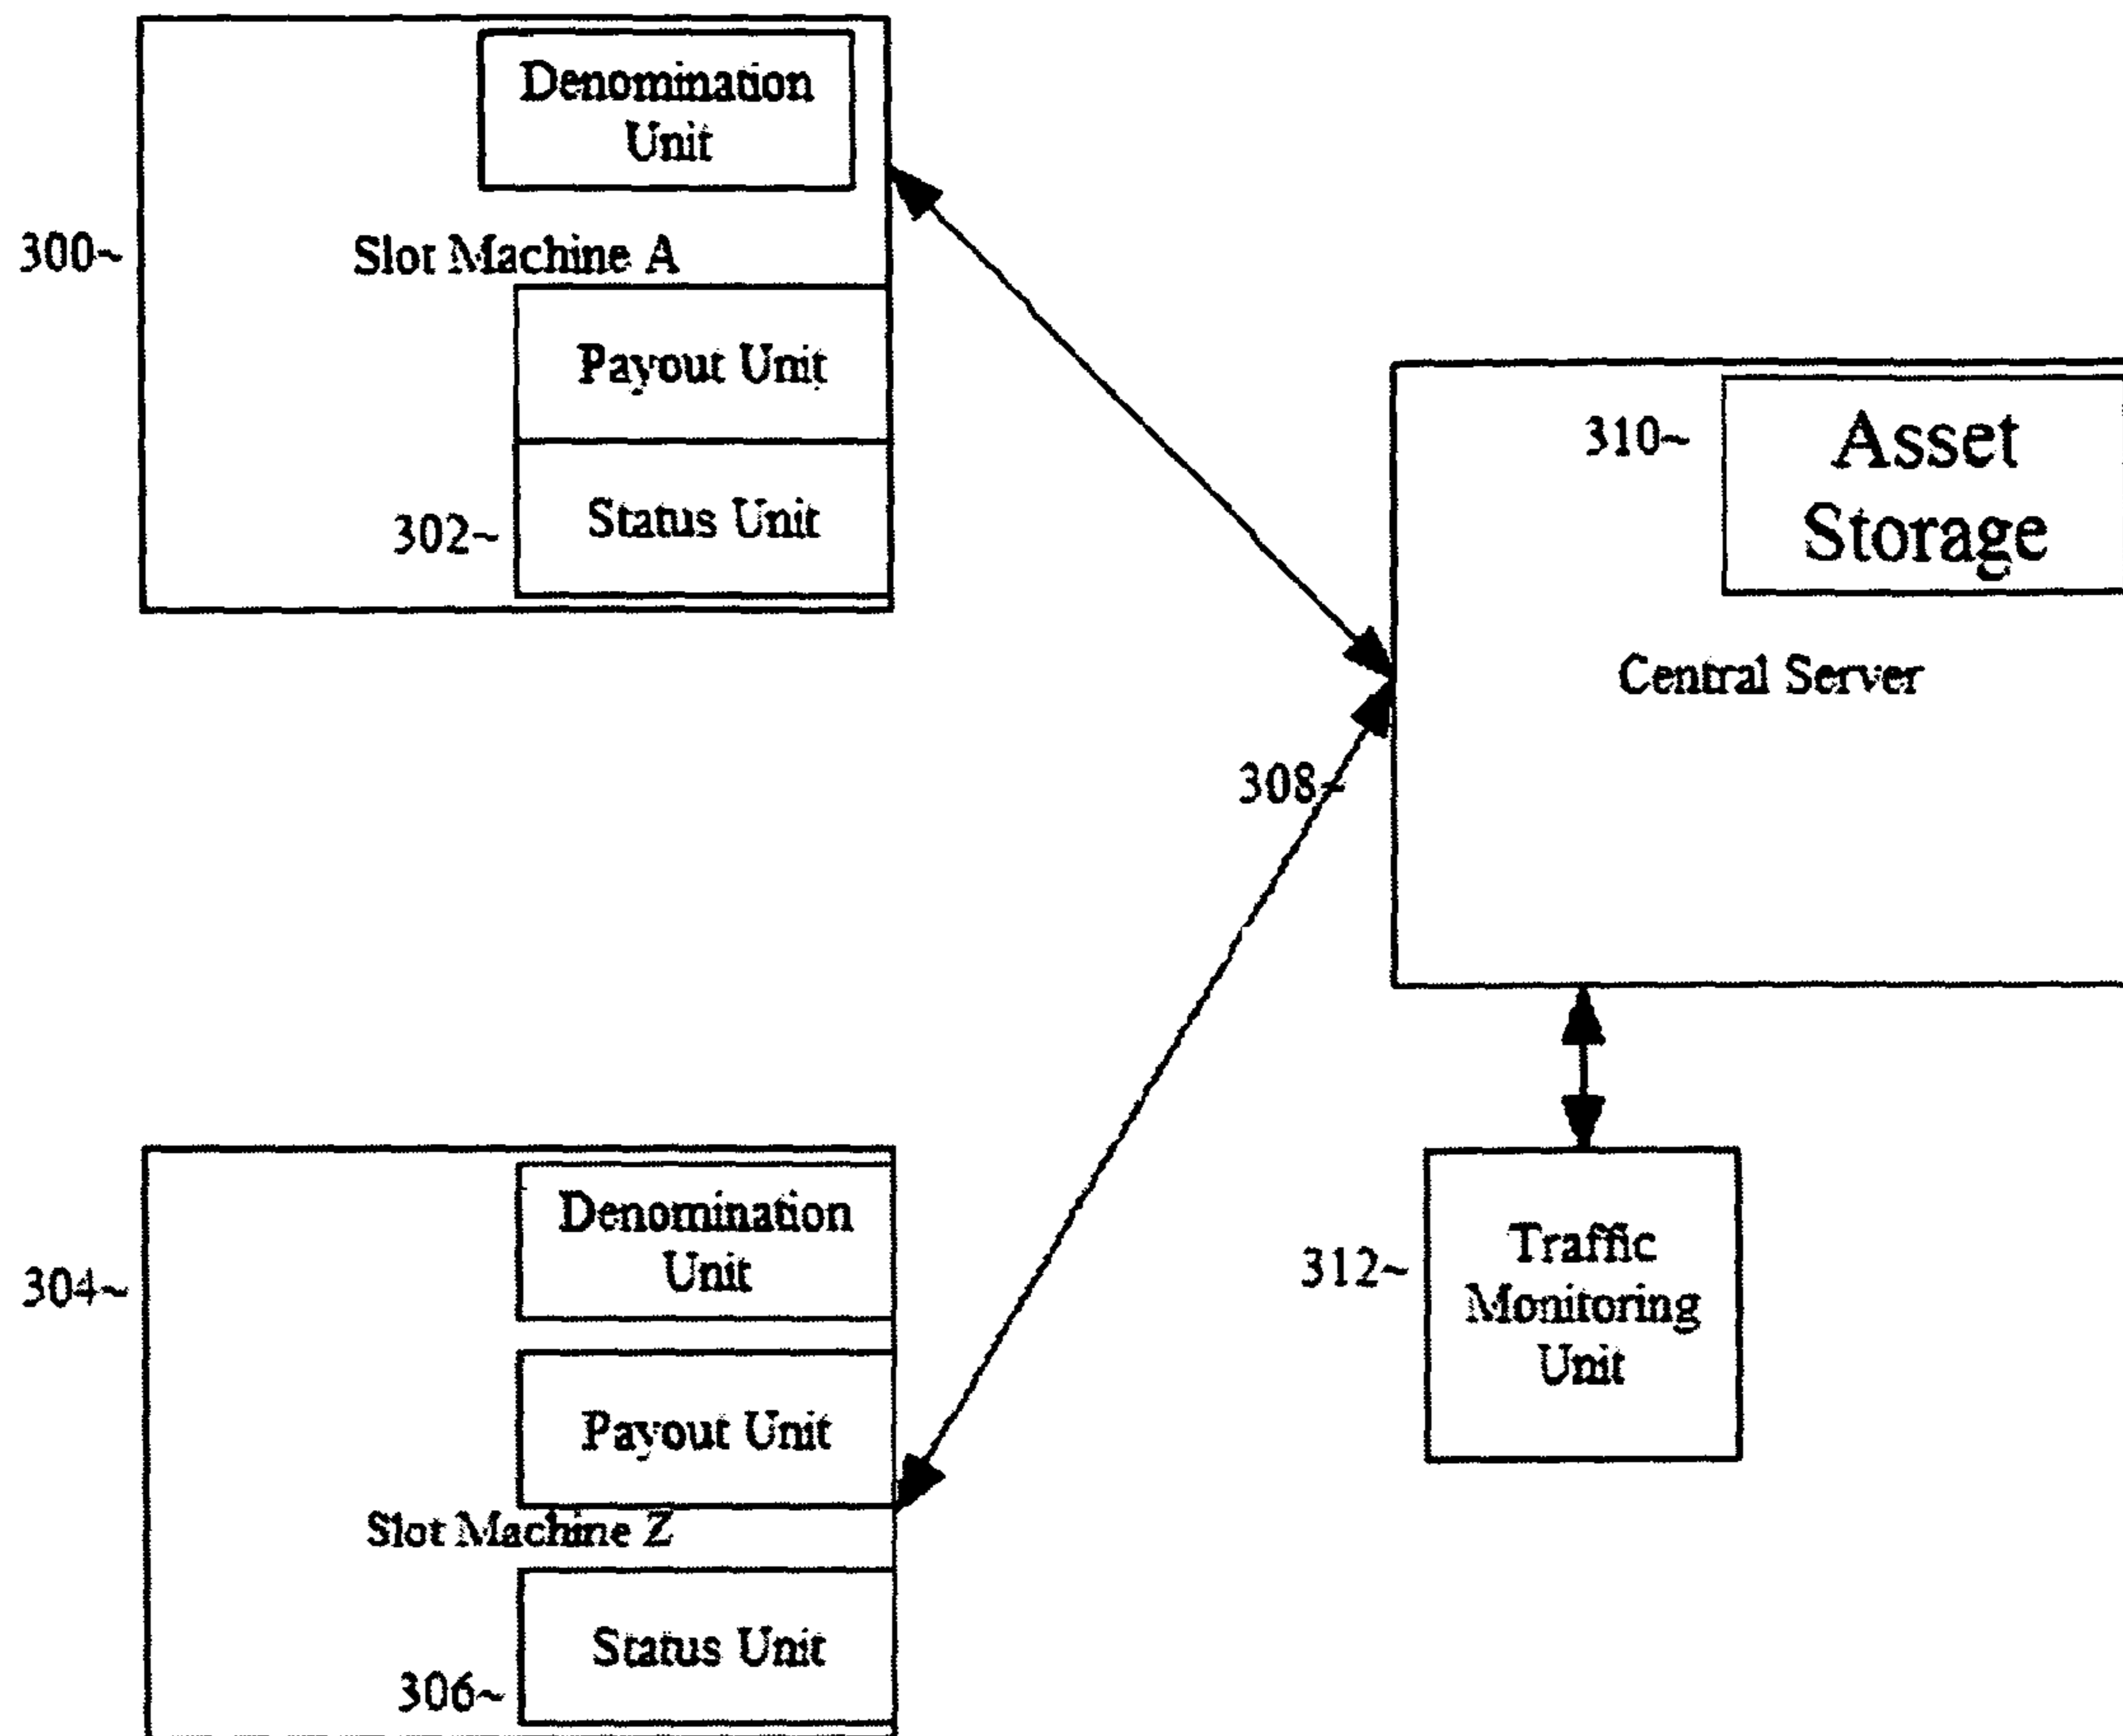 Denomination
Unit
300~
Slot Machine A
Payout Unit
302~
Status Unit
310~
Asset
Storage
Central Server
308~
304~
Denomination
Unit
Payout Unit
Slot Machine Z
306~
Status Unit
312~
Traffic
Monitoring
Unit